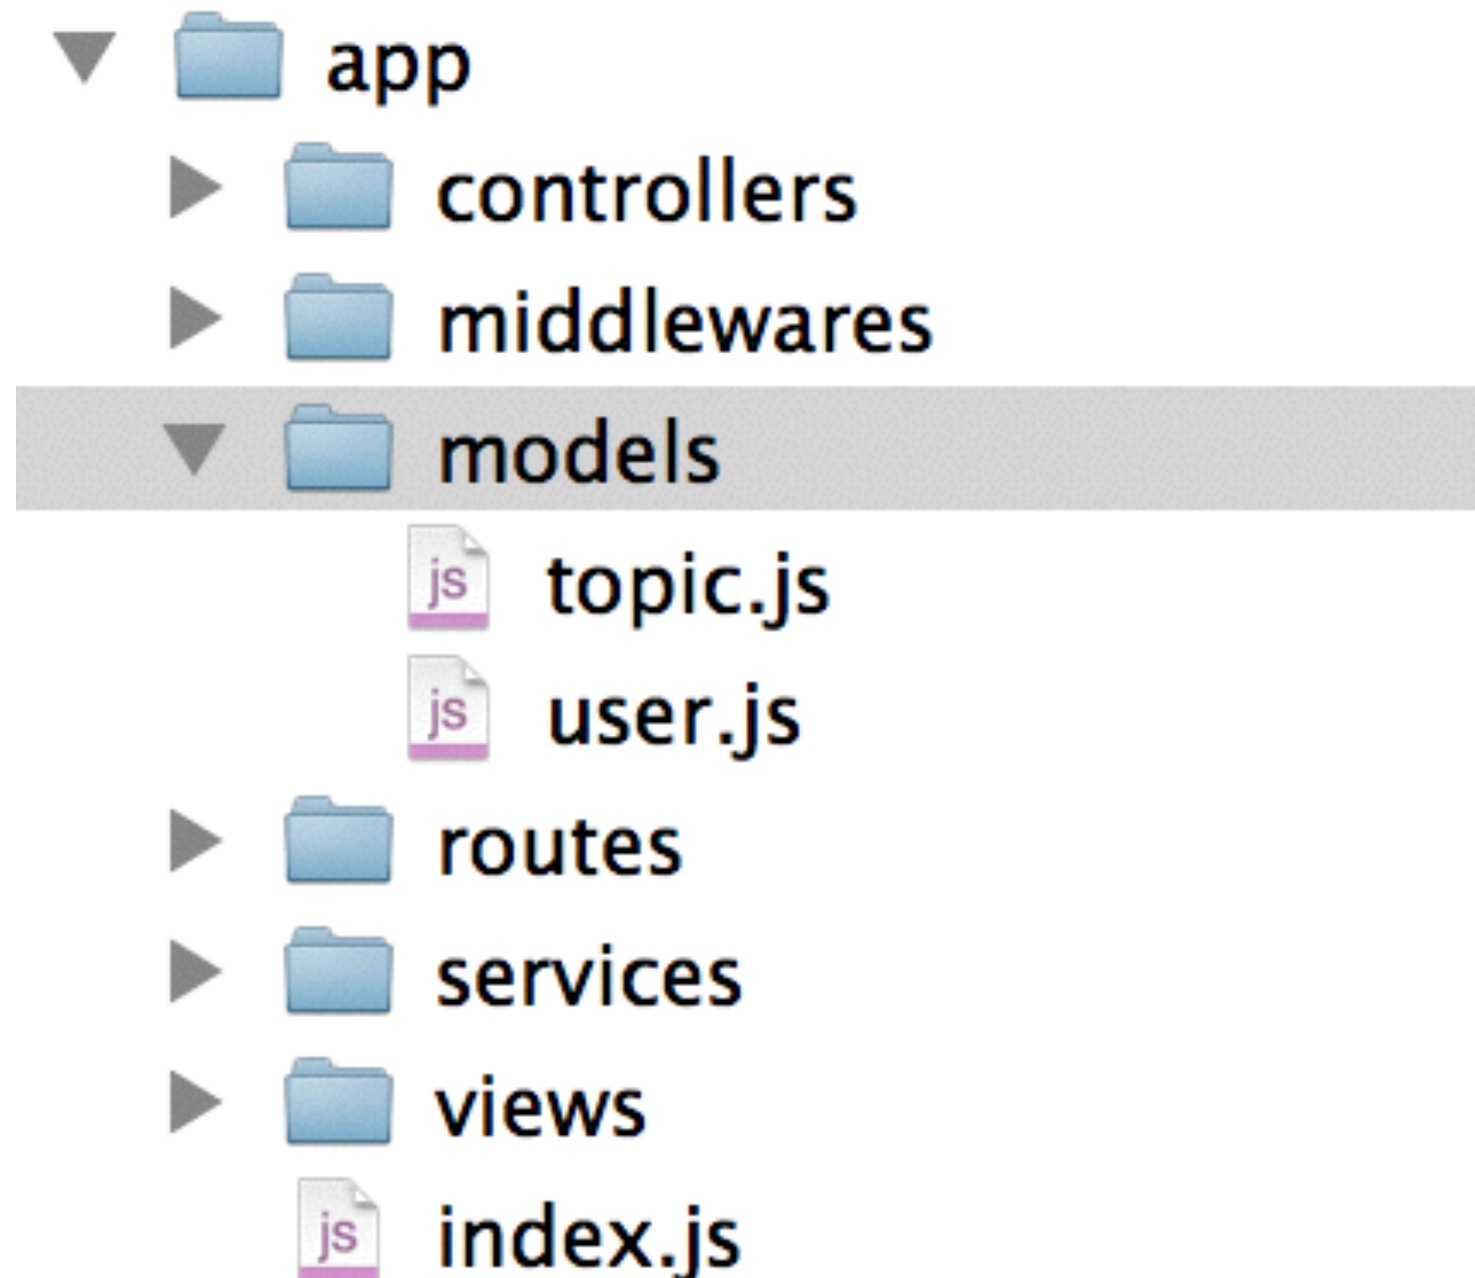 app
controllers
middlewares
models
js topic.js
js user.js
routes
services
views
js index.js